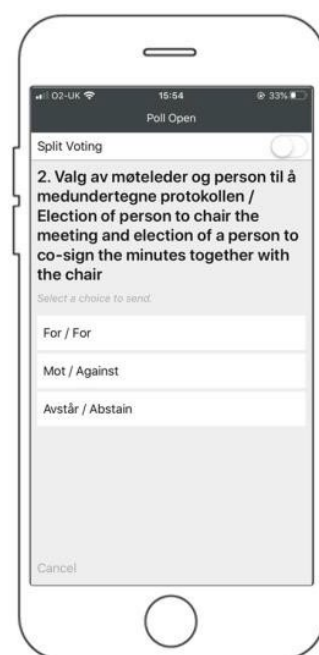 O2-UK 15:54 33%
Poll Open
Split Voting
2. Valg av møteleder og person til å
medundertegne protokollen /
Election of person to chair the
meeting and election of a person to
co-sign the minutes together with
the chair
Select a choice to send.
For / For
Mot / Against
Avstår / Abstain
Cancel